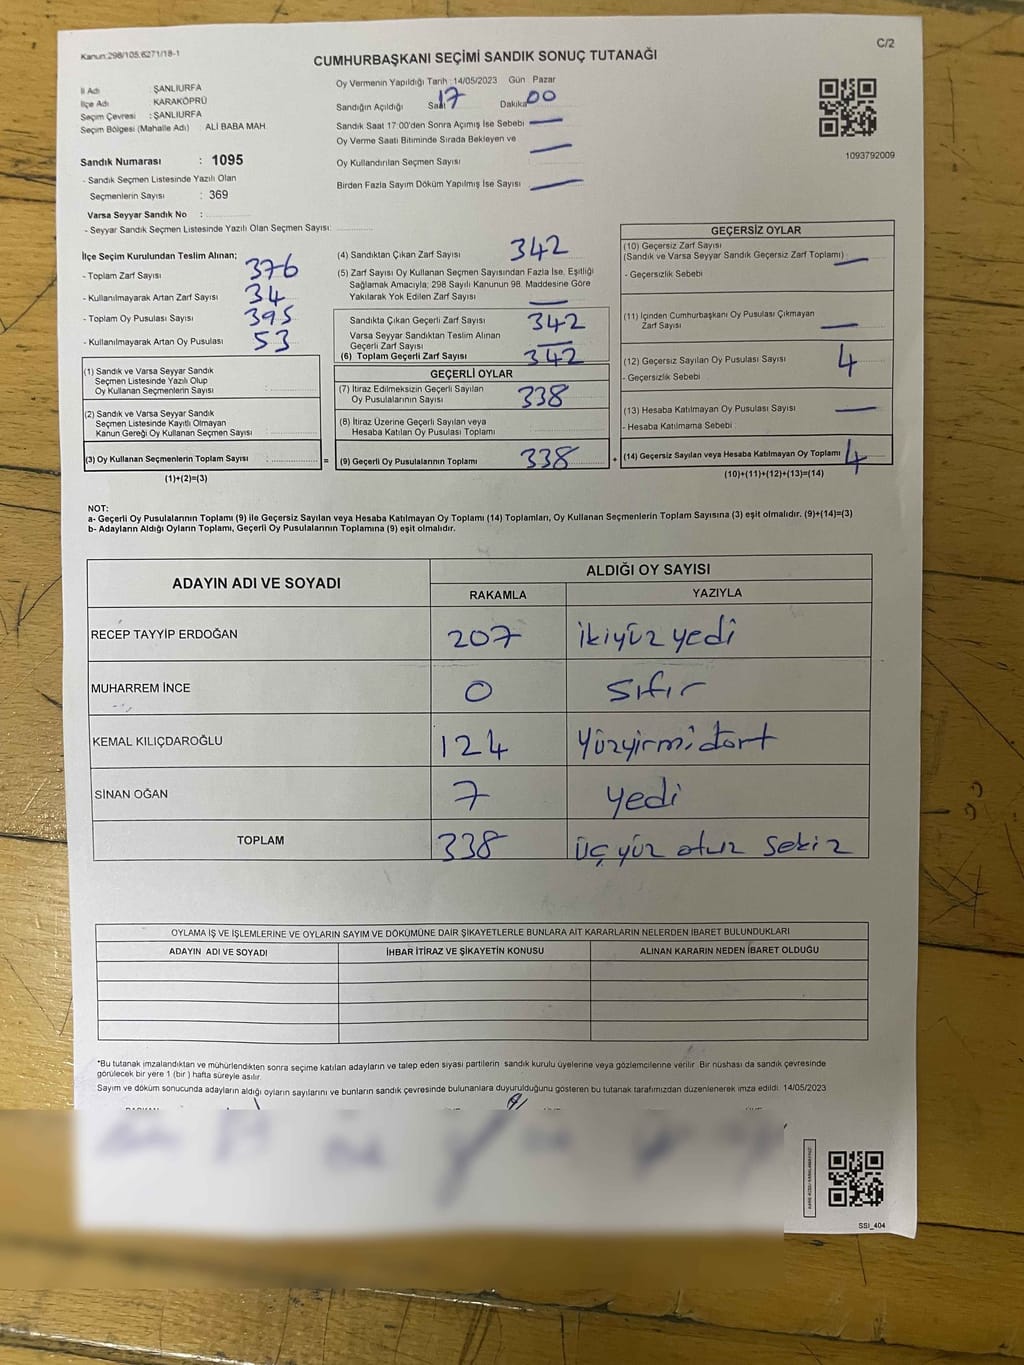 Kanun:298/105;6271/18-1
C/2
CUMHURBAŞKANI SEÇİMİ SANDIK SONUÇ TUTANAĞI
İl Adı : ŞANLIURFA
İlçe Adı : KARAKÖPRÜ
Seçim Çevresi : ŞANLIURFA
Seçim Bölgesi (Mahalle Adı) : ALİ BABA MAH.
Sandık Numarası : 1095
- Sandık Seçmen Listesinde Yazılı Olan
Seçmenlerin Sayısı : 369
Varsa Seyyar Sandık No :
- Seyyar Sandık Seçmen Listesinde Yazılı Olan Seçmen Sayısı:
Oy Vermenin Yapıldığı Tarih :14/05/2023 Gün : Pazar
Sandığın Açıldığı Saat 17 Dakika 00
Sandık Saat 17:00'den Sonra Açımış İse Sebebi —
Oy Verme Saati Bitiminde Sırada Bekleyen ve
Oy Kullandırılan Seçmen Sayısı —
Birden Fazla Sayım Döküm Yapılmış İse Sayısı —
1093792009
İlçe Seçim Kurulundan Teslim Alınan;
- Toplam Zarf Sayısı 376
- Kullanılmayarak Artan Zarf Sayısı 34
- Toplam Oy Pusulası Sayısı 395
- Kullanılmayarak Artan Oy Pusulası 53
(1) Sandık ve Varsa Seyyar Sandık
Seçmen Listesinde Yazılı Olup
Oy Kullanan Seçmenlerin Sayısı
(2) Sandık ve Varsa Seyyar Sandık
Seçmen Listesinde Kayıtlı Olmayan
Kanun Gereği Oy Kullanan Seçmen Sayısı
(3) Oy Kullanan Seçmenlerin Toplam Sayısı : =
(1)+(2)=(3)
(4) Sandıktan Çıkan Zarf Sayısı 342
(5) Zarf Sayısı Oy Kullanan Seçmen Sayısından Fazla İse, Eşitliği
Sağlamak Amacıyla; 298 Sayılı Kanunun 98. Maddesine Göre
Yakılarak Yok Edilen Zarf Sayısı —
Sandıkta Çıkan Geçerli Zarf Sayısı 342
Varsa Seyyar Sandıktan Teslim Alınan
Geçerli Zarf Sayısı —
(6) Toplam Geçerli Zarf Sayısı 342
GEÇERLİ OYLAR
(7) İtiraz Edilmeksizin Geçerli Sayılan
Oy Pusulalarının Sayısı 338
(8) İtiraz Üzerine Geçerli Sayılan veya
Hesaba Katılan Oy Pusulası Toplamı
(9) Geçerli Oy Pusulalarının Toplamı 338 +
GEÇERSİZ OYLAR
(10) Geçersiz Zarf Sayısı
(Sandık ve Varsa Seyyar Sandık Geçersiz Zarf Toplamı) —
- Geçersizlik Sebebi
(11) İçinden Cumhurbaşkanı Oy Pusulası Çıkmayan
Zarf Sayısı —
(12) Geçersiz Sayılan Oy Pusulası Sayısı 4
- Geçersizlik Sebebi :
(13) Hesaba Katılmayan Oy Pusulası Sayısı —
- Hesaba Katılmama Sebebi :
(14) Geçersiz Sayılan veya Hesaba Katılmayan Oy Toplamı 4
(10)+(11)+(12)+(13)=(14)
NOT:
a- Geçerli Oy Pusulalarının Toplamı (9) ile Geçersiz Sayılan veya Hesaba Katılmayan Oy Toplamı (14) Toplamları, Oy Kullanan Seçmenlerin Toplam Sayısına (3) eşit olmalıdır. (9)+(14)=(3)
b- Adayların Aldığı Oyların Toplamı, Geçerli Oy Pusulalarının Toplamına (9) eşit olmalıdır.
ADAYIN ADI VE SOYADI ALDIĞI OY SAYISI
RAKAMLA YAZIYLA
RECEP TAYYIP ERDOĞAN 207 ikiyüz yedi
MUHARREM İNCE 0 sıfır
KEMAL KILIÇDAROĞLU 124 yüzyirmi dört
SİNAN OĞAN 7 yedi
TOPLAM 338 üç yüz otuz sekiz
OYLAMA İŞ VE İŞLEMLERİNE VE OYLARIN SAYIM VE DÖKÜMÜNE DAİR ŞİKAYETLERLE BUNLARA AİT KARARLARIN NELERDEN İBARET BULUNDUKLARI
ADAYIN ADI VE SOYADI İHBAR İTİRAZ VE ŞİKAYETİN KONUSU ALINAN KARARIN NEDEN İBARET OLDUĞU
*Bu tutanak imzalandıktan ve mühürlendikten sonra seçime katılan adayların ve talep eden siyasi partilerin sandık kurulu üyelerine veya gözlemcilerine verilir. Bir nüshası da sandık çevresinde
görülecek bir yere 1 (bir ) hafta süreyle asılır.
Sayım ve döküm sonucunda adayların aldığı oyların sayılarını ve bunların sandık çevresinde bulunanlara duyurulduğunu gösteren bu tutanak tarafımızdan düzenlenerek imza edildi. 14/05/2023
SSI_404